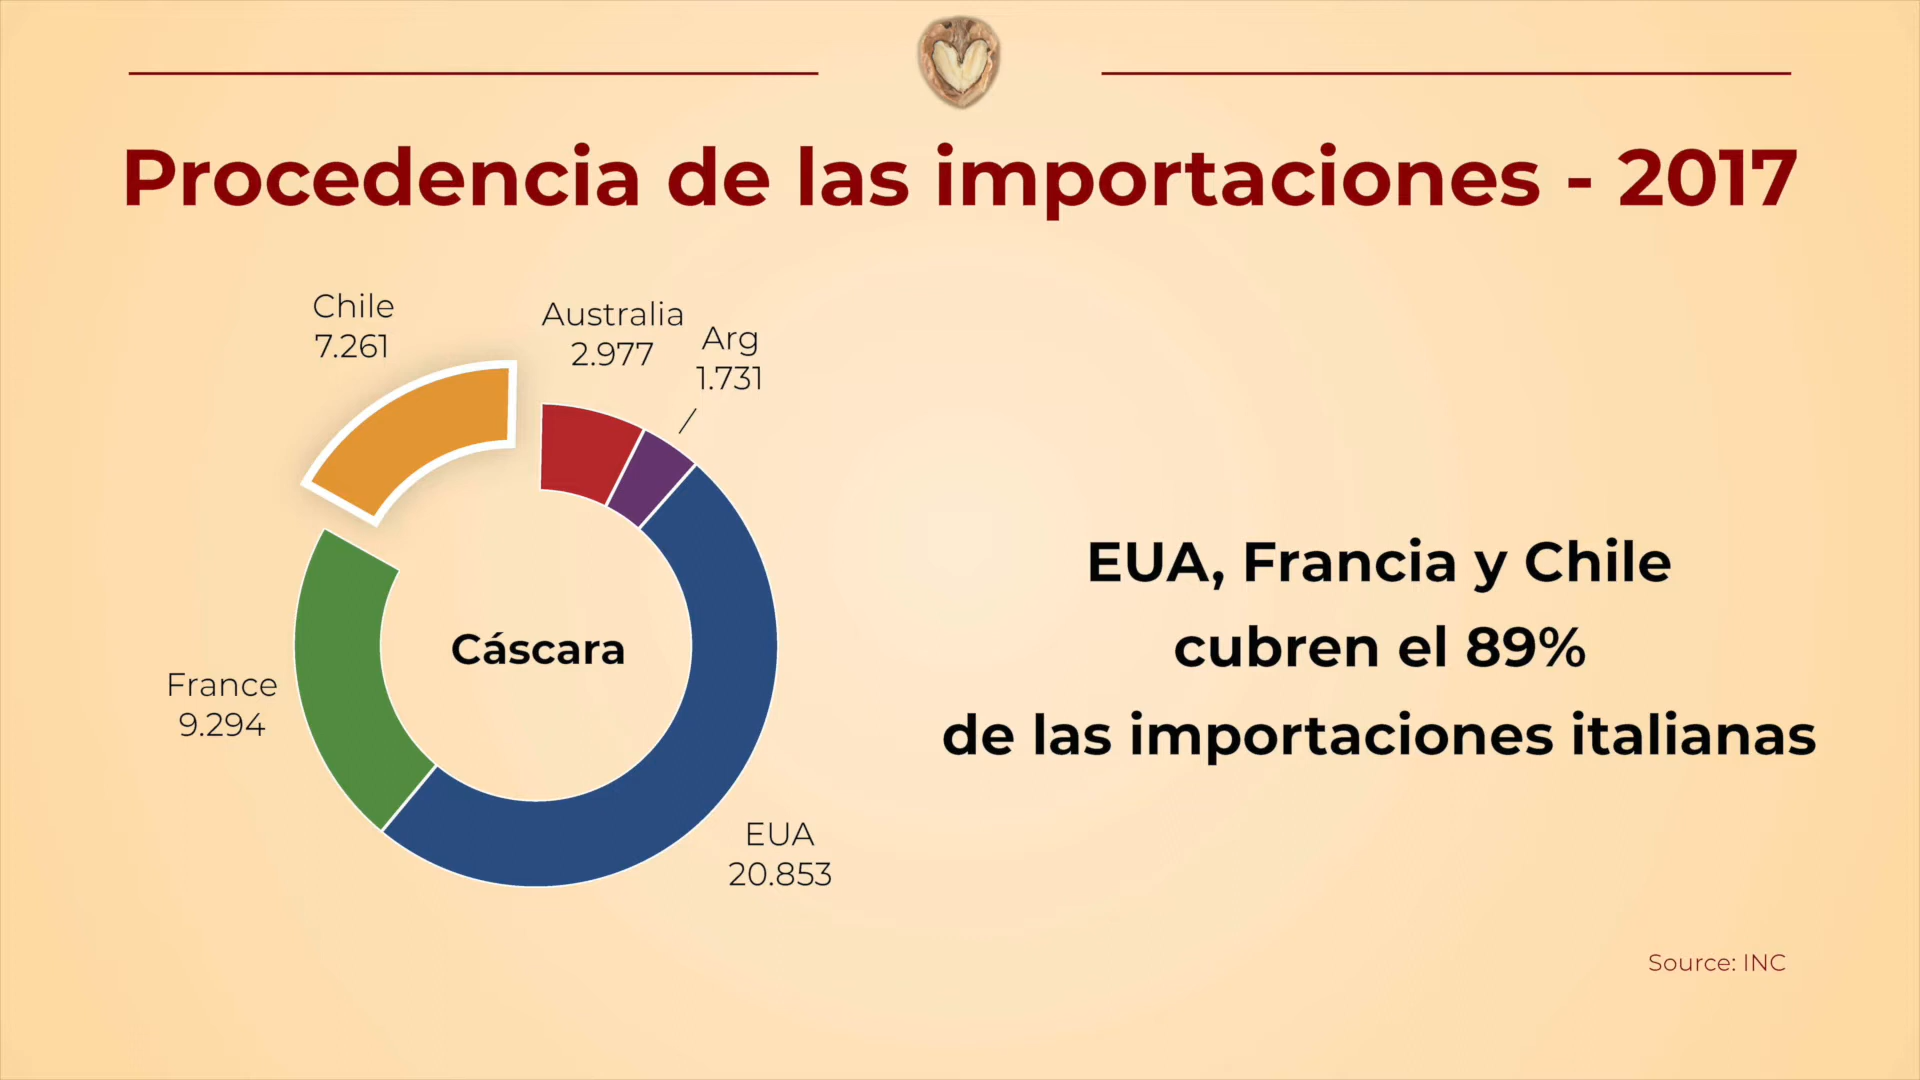 Procedencia de las importaciones - 2017
Chile
7.261
Australia
2.977
Arg
1.731
Cáscara
France
9.294
EUA
20.853
EUA, Francia y Chile
cubren el 89%
de las importaciones italianas
Source: INC